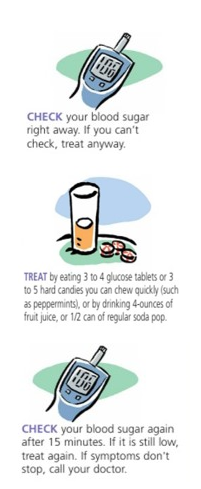 CHECK your blood sugar
right away. If you can't
check, treat anyway.
TREAT by eating 3 to 4 glucose tablets or 3
to 5 hard candies you can chew quickly (such
as peppermints), or by drinking 4-ounces of
fruit juice, or 1/2 can of regular soda pop.
CHECK your blood sugar again
after 15 minutes. If it is still low,
treat again. If symptoms don't
stop, call your doctor.